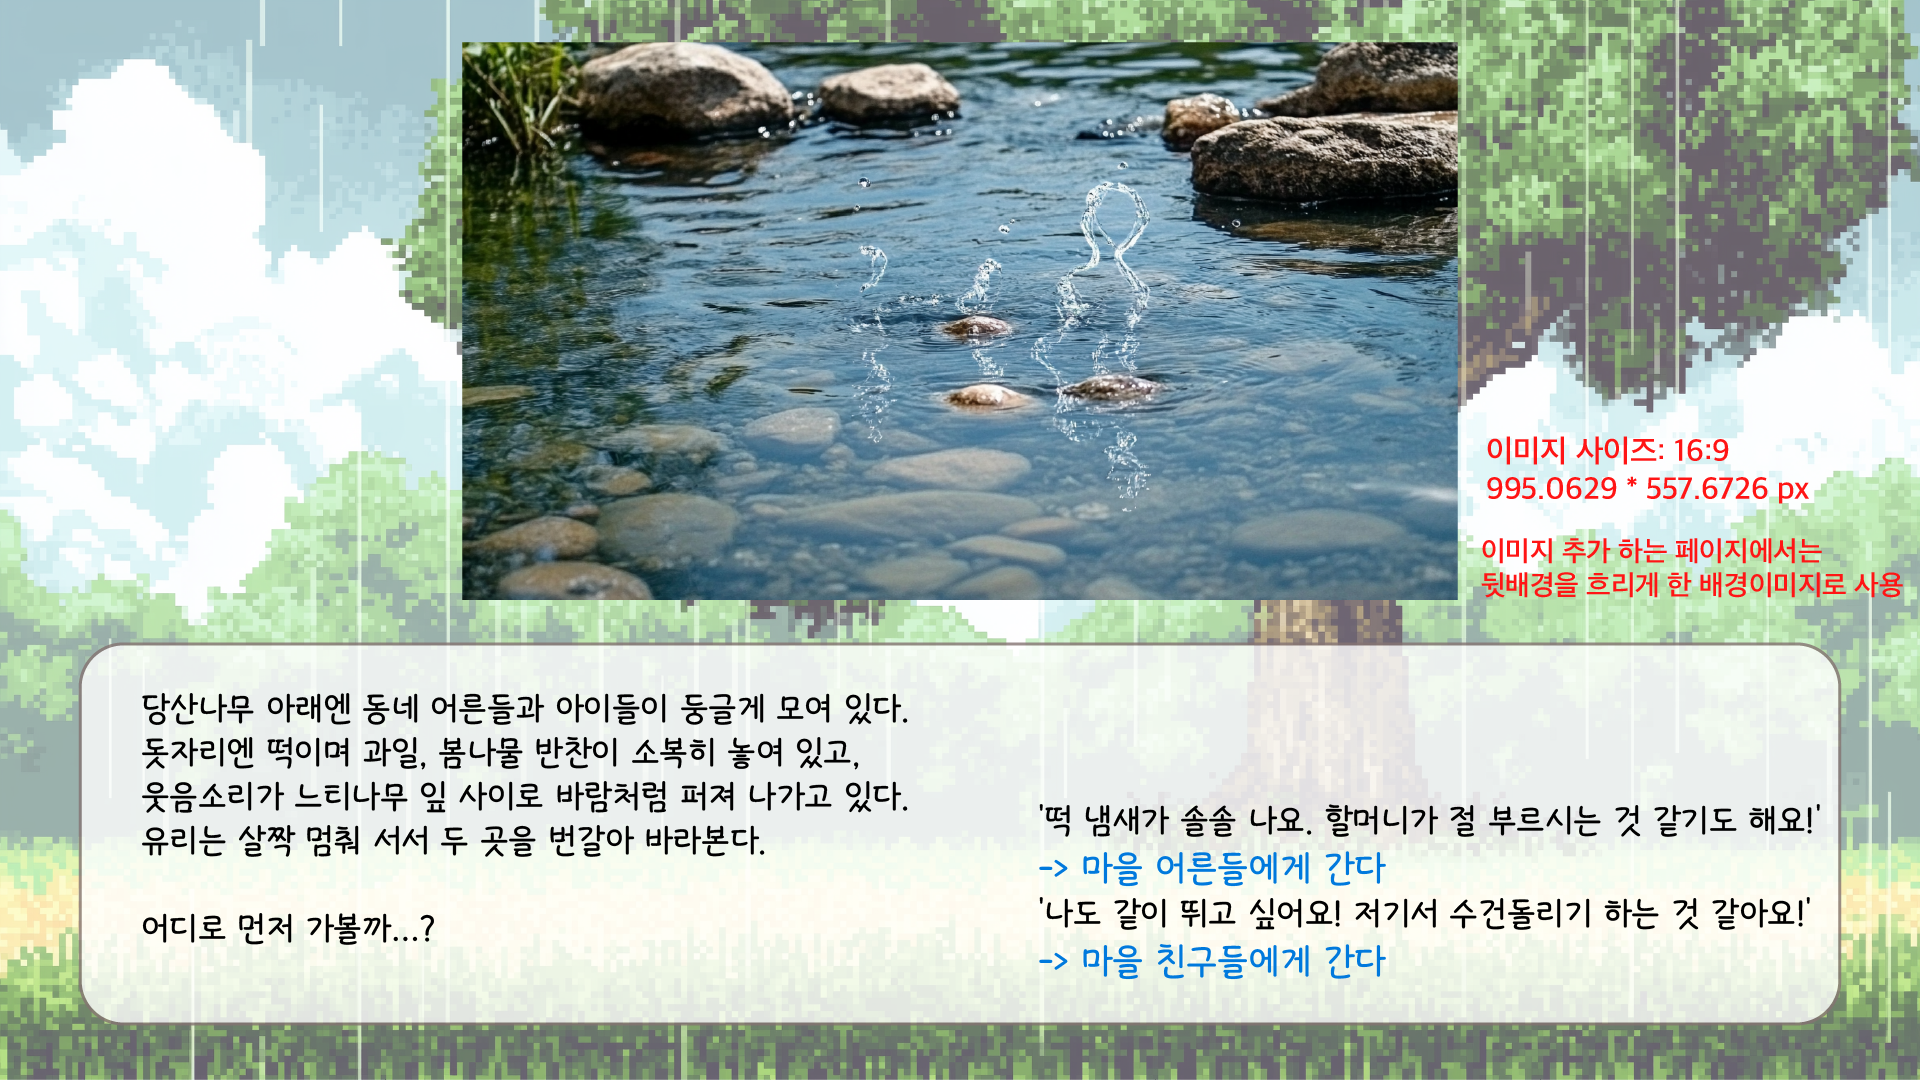 이미지 사이즈: 16:9
995.0629 * 557.6726 px
이미지 추가 하는 페이지에서는
뒷배경을 흐리게 한 배경이미지로 사용
당산나무 아래엔 동네 어른들과 아이들이 둥글게 모여 있다.
돗자리엔 떡이며 과일, 봄나물 반찬이 소복히 놓여 있고,
웃음소리가 느티나무 잎 사이로 바람처럼 퍼져 나가고 있다.
유리는 살짝 멈춰 서서 두 곳을 번갈아 바라본다.
어디로 먼저 가볼까...?
'떡 냄새가 솔솔 나요. 할머니가 절 부르시는 것 같기도 해요!'
-> 마을 어른들에게 간다
'나도 같이 뛰고 싶어요! 저기서 수건돌리기 하는 것 같아요!'
-> 마을 친구들에게 간다